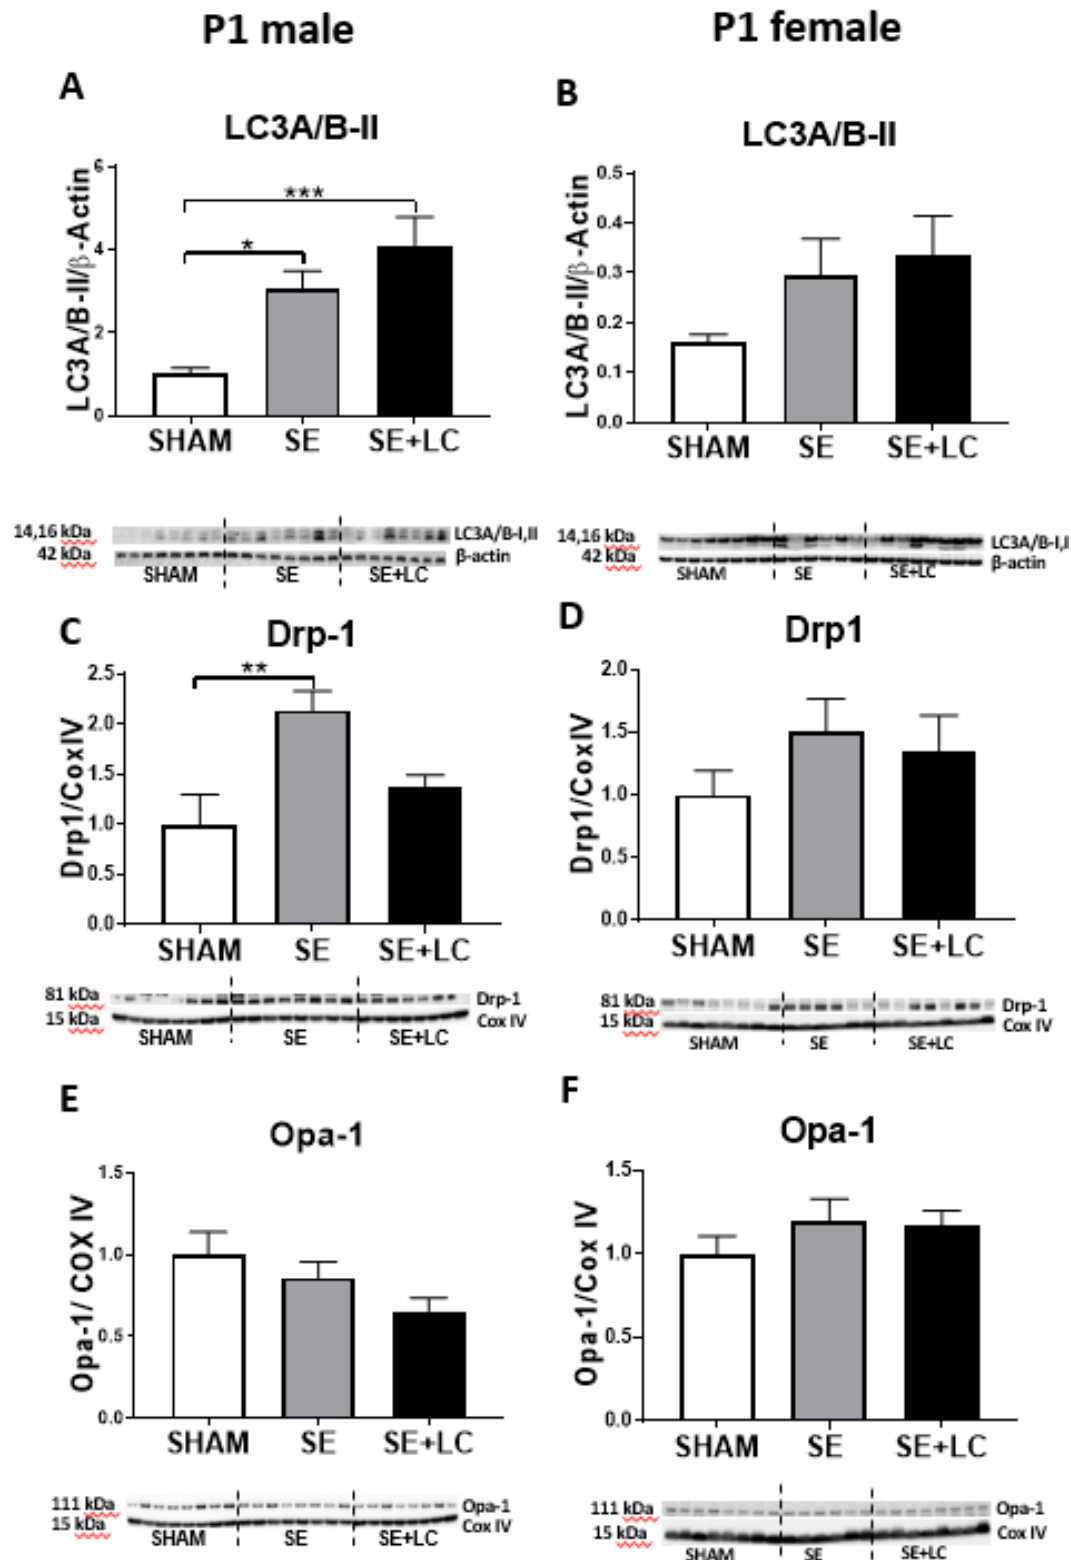 P1 male
P1 female
A
LC3A/B-II
LC3A/B-II/β-Actin
6
4
2
0
***
*
SHAM SE SE+LC
14,16 kDa LC3A/B-I,II
42 kDa β-actin
SHAM SE SE+LC
B
LC3A/B-II
LC3A/B-II/β-Actin
0.5
0.4
0.3
0.2
0.1
0.0
SHAM SE SE+LC
14,16 kDa LC3A/B-I,I
42 kDa β-actin
SHAM SE SE+LC
C
Drp-1
Drp1/CoxIV
2.5
2.0
1.5
1.0
0.5
0.0
**
SHAM SE SE+LC
81 kDa Drp-1
15 kDa Cox IV
SHAM SE SE+LC
D
Drp1
Drp1/CoxIV
2.0
1.5
1.0
0.5
0.0
SHAM SE SE+LC
81 kDa Drp-1
15 kDa Cox IV
SHAM SE SE+LC
E
Opa-1
Opa-1/ COX IV
1.5
1.0
0.5
0.0
SHAM SE SE+LC
111 kDa Opa-1
15 kDa Cox IV
SHAM SE SE+LC
F
Opa-1
Opa-1/Cox IV
1.5
1.0
0.5
0.0
SHAM SE SE+LC
111 kDa Opa-1
15 kDa Cox IV
SHAM SE SE+LC